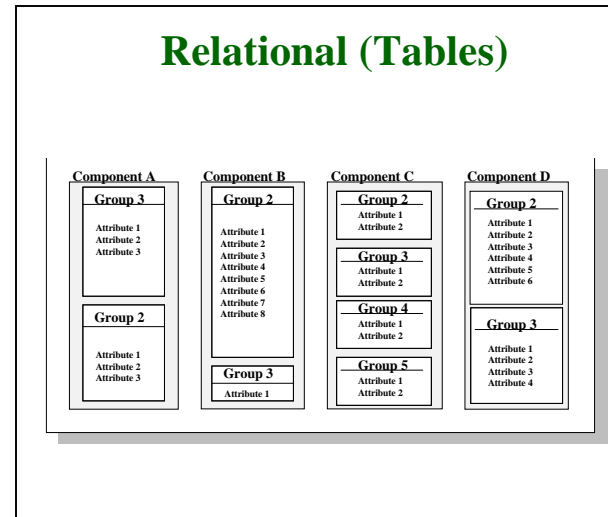 Relational (Tables)
Component A
Group 3
Attribute 1
Attribute 2
Attribute 3
Group 2
Attribute 1
Attribute 2
Attribute 3
Component B
Group 2
Attribute 1
Attribute 2
Attribute 3
Attribute 4
Attribute 5
Attribute 6
Attribute 7
Attribute 8
Group 3
Attribute 1
Component C
Group 2
Attribute 1
Attribute 2
Group 3
Attribute 1
Attribute 2
Group 4
Attribute 1
Attribute 2
Group 5
Attribute 1
Attribute 2
Component D
Group 2
Attribute 1
Attribute 2
Attribute 3
Attribute 4
Attribute 5
Attribute 6
Group 3
Attribute 1
Attribute 2
Attribute 3
Attribute 4